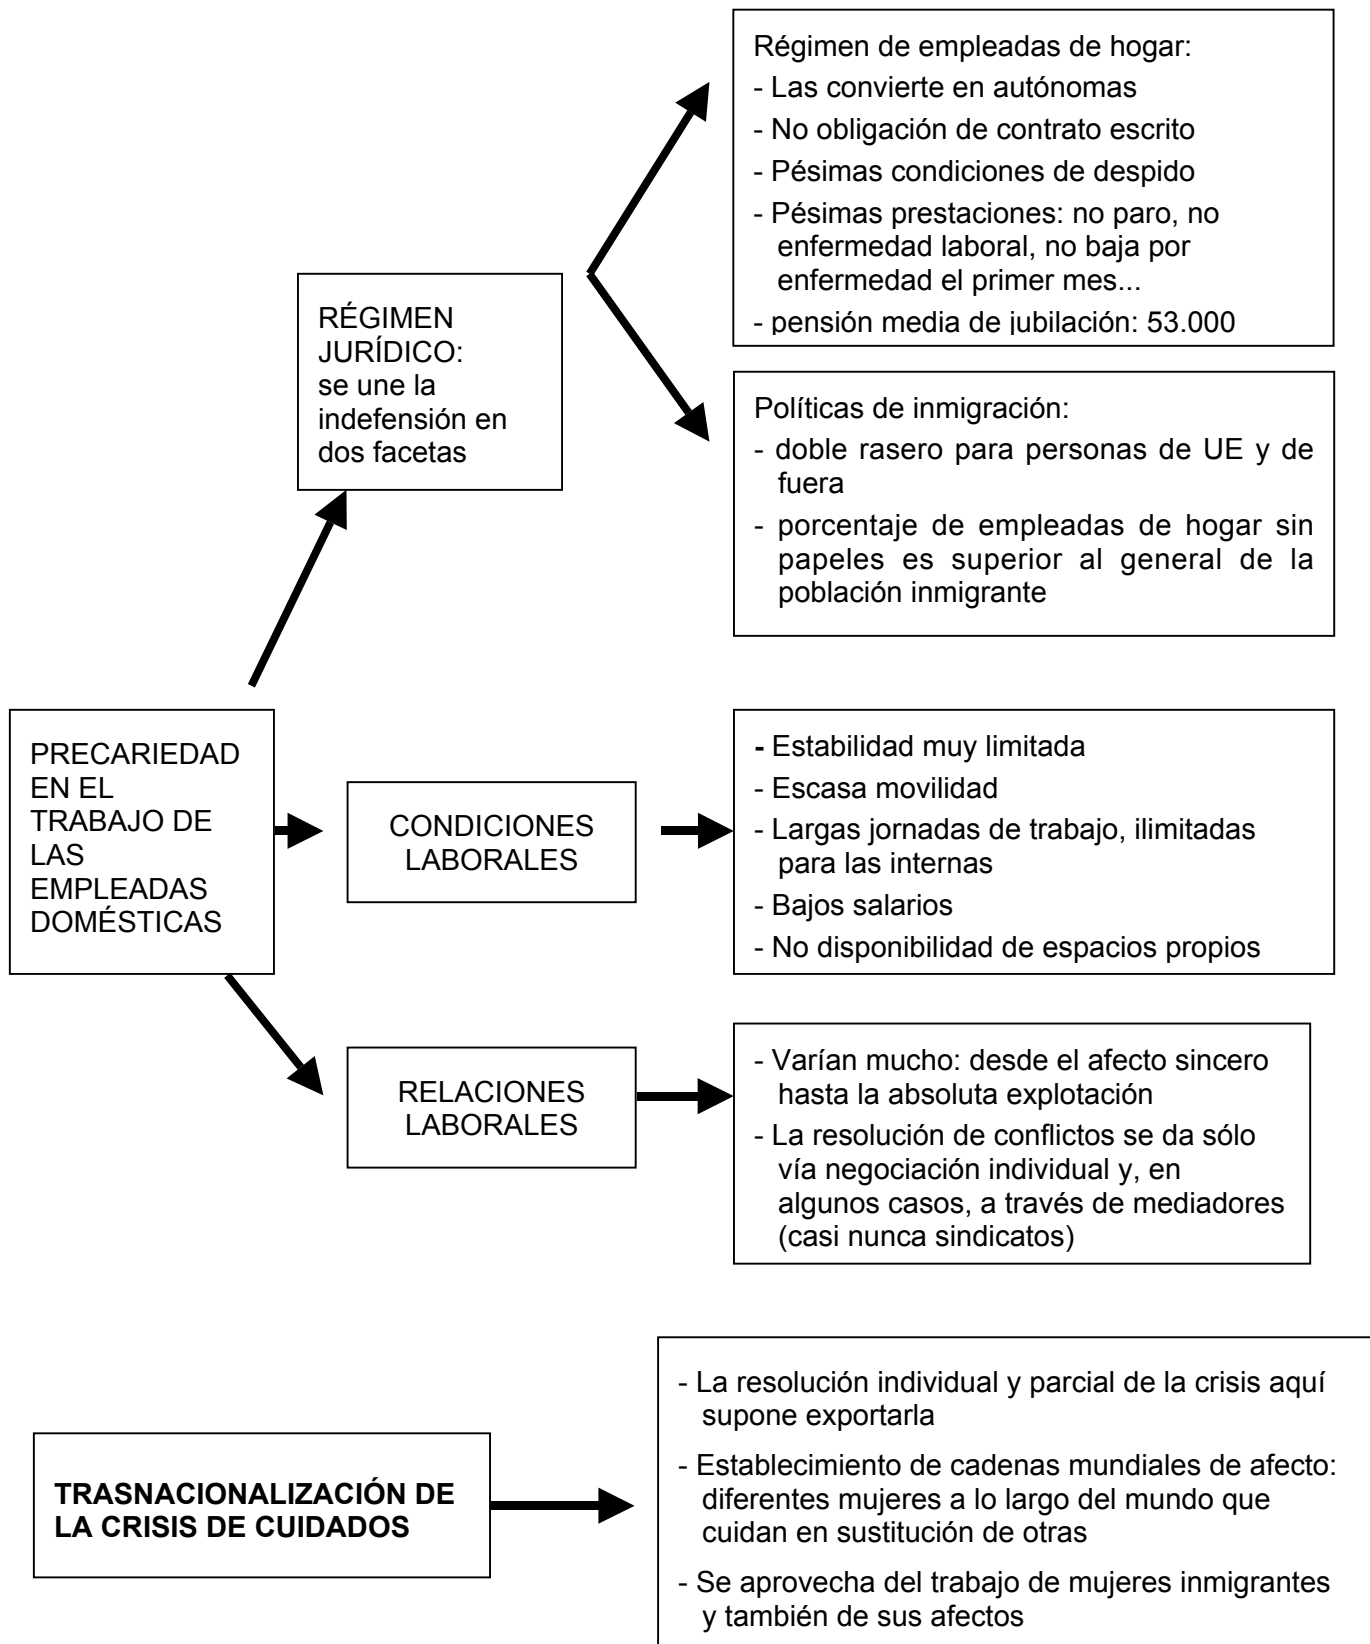 Régimen de empleadas de hogar:
- Las convierte en autónomas
- No obligación de contrato escrito
- Pésimas condiciones de despido
- Pésimas prestaciones: no paro, no
enfermedad laboral, no baja por
enfermedad el primer mes...
- pensión media de jubilación: 53.000
RÉGIMEN
JURÍDICO:
se une la
indefensión en
dos facetas
Políticas de inmigración:
- doble rasero para personas de UE y de
fuera
- porcentaje de empleadas de hogar sin
papeles es superior al general de la
población inmigrante
PRECARIEDAD
EN EL
TRABAJO DE
LAS
EMPLEADAS
DOMÉSTICAS
CONDICIONES
LABORALES
- Estabilidad muy limitada
- Escasa movilidad
- Largas jornadas de trabajo, ilimitadas
para las internas
- Bajos salarios
- No disponibilidad de espacios propios
RELACIONES
LABORALES
- Varían mucho: desde el afecto sincero
hasta la absoluta explotación
- La resolución de conflictos se da sólo
vía negociación individual y, en
algunos casos, a través de mediadores
(casi nunca sindicatos)
TRASNACIONALIZACIÓN DE
LA CRISIS DE CUIDADOS
- La resolución individual y parcial de la crisis aquí
supone exportarla
- Establecimiento de cadenas mundiales de afecto:
diferentes mujeres a lo largo del mundo que
cuidan en sustitución de otras
- Se aprovecha del trabajo de mujeres inmigrantes
y también de sus afectos